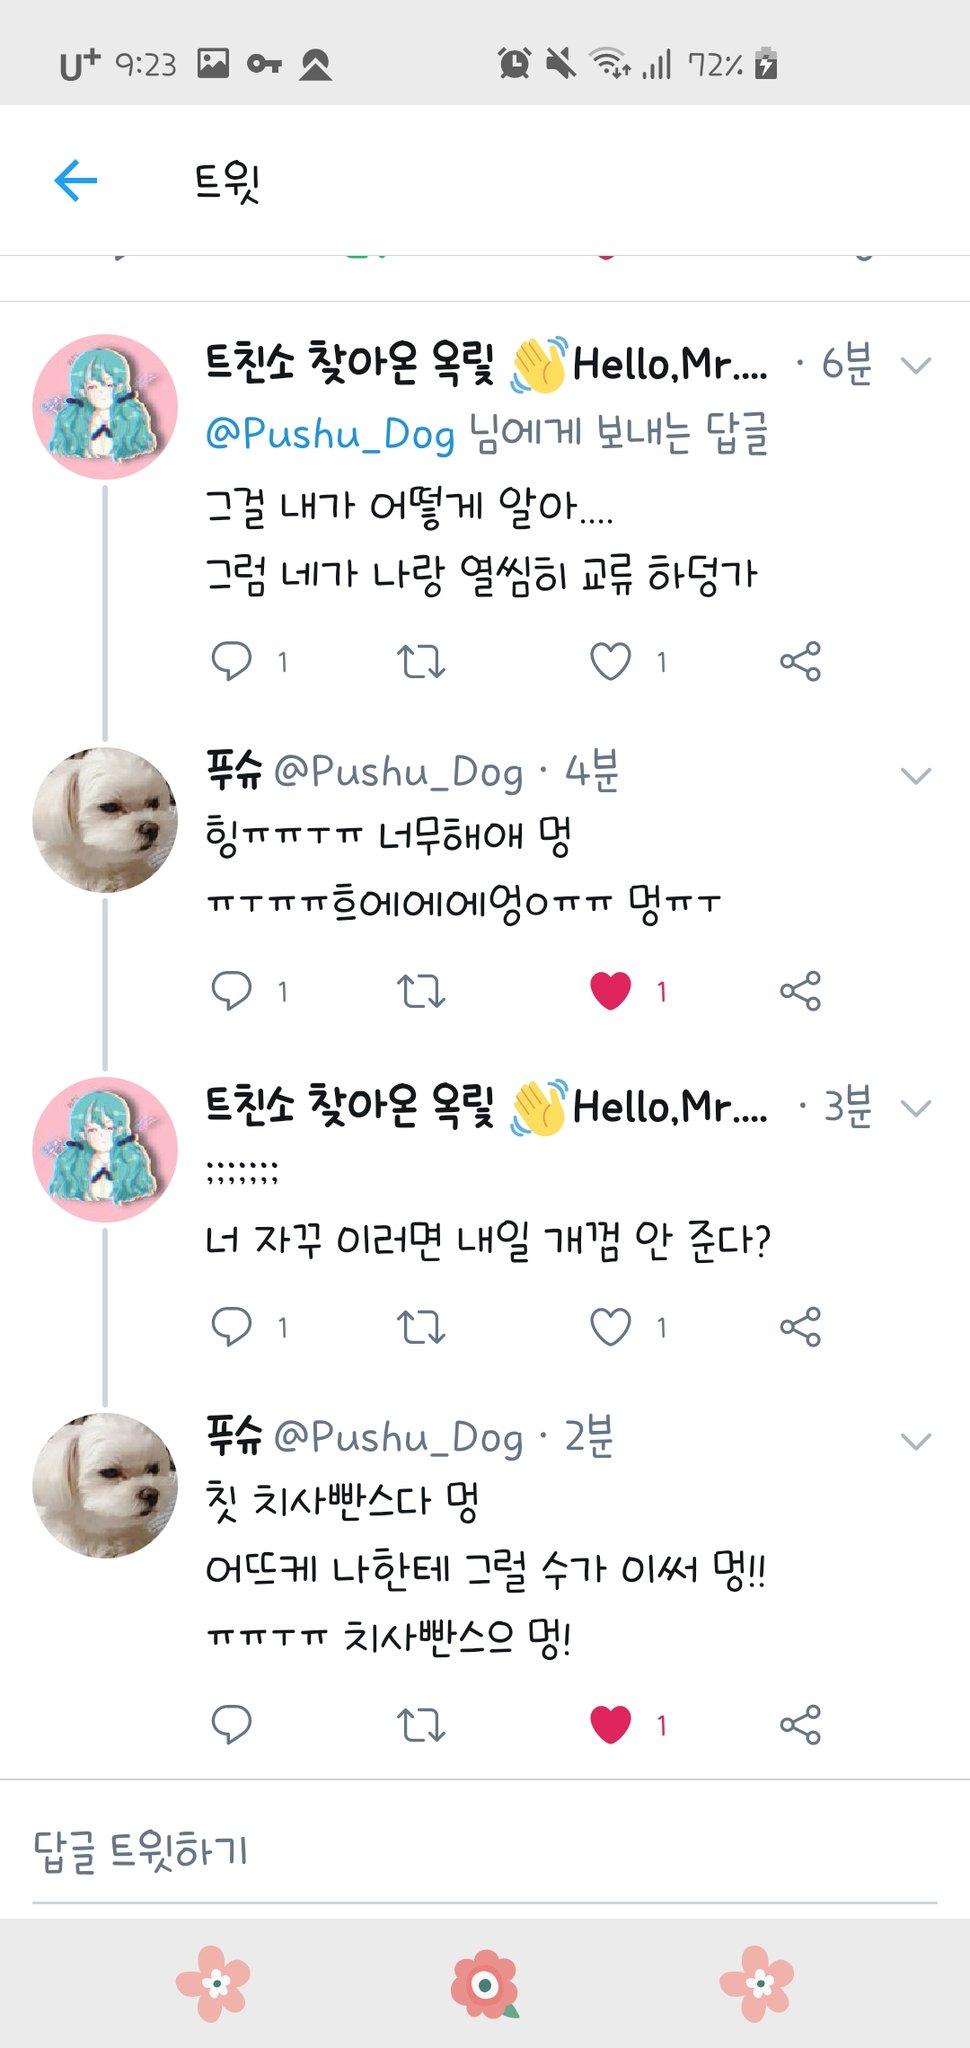 U+ 9:23 72%
트윗
트친소 찾아온 옥릧 👋Hello,Mr.... · 6분
@Pushu_Dog 님에게 보내는 답글
그걸 내가 어떻게 알아....
그럼 네가 나랑 열씸히 교류 하덩가
1 1
푸슈 @Pushu_Dog · 4분
힝ㅠㅠㅜㅠ 너무해애 멍
ㅠㅜㅠㅠ흐에에에엉ㅇㅠㅠ 멍ㅠㅜ
1 1
트친소 찾아온 옥릧 👋Hello,Mr.... · 3분
;;;;;;;
너 자꾸 이러면 내일 개껌 안 준다?
1 1
푸슈 @Pushu_Dog · 2분
칫 치사빤스다 멍
어뜨케 나한테 그럴 수가 이써 멍!!
ㅠㅠㅜㅠ 치사빤스으 멍!
1
답글 트윗하기